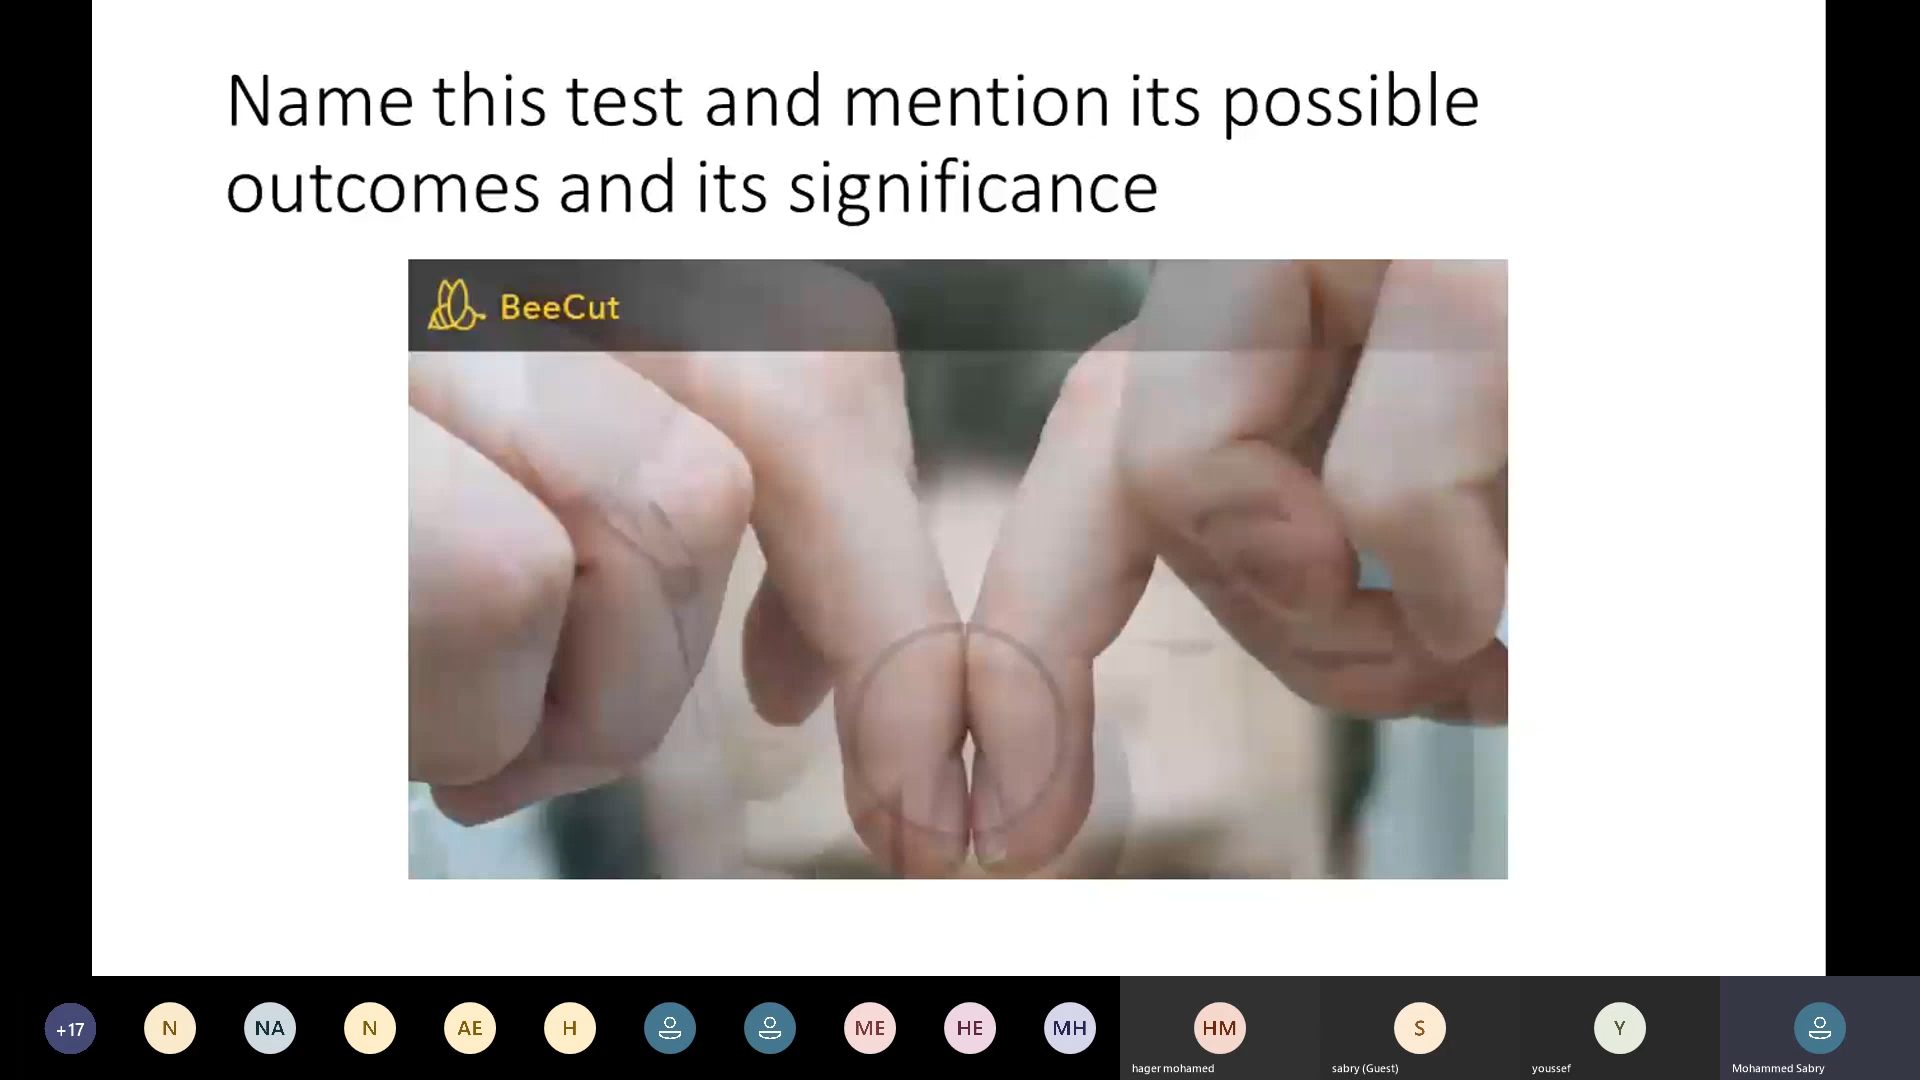 Name this test and mention its possible
outcomes and its significance
BeeCut
+17
N
NA
N
AE
H
ME
HE
MH
HM
S
Y
hager mohamed
sabry (Guest)
youssef
Mohammed Sabry